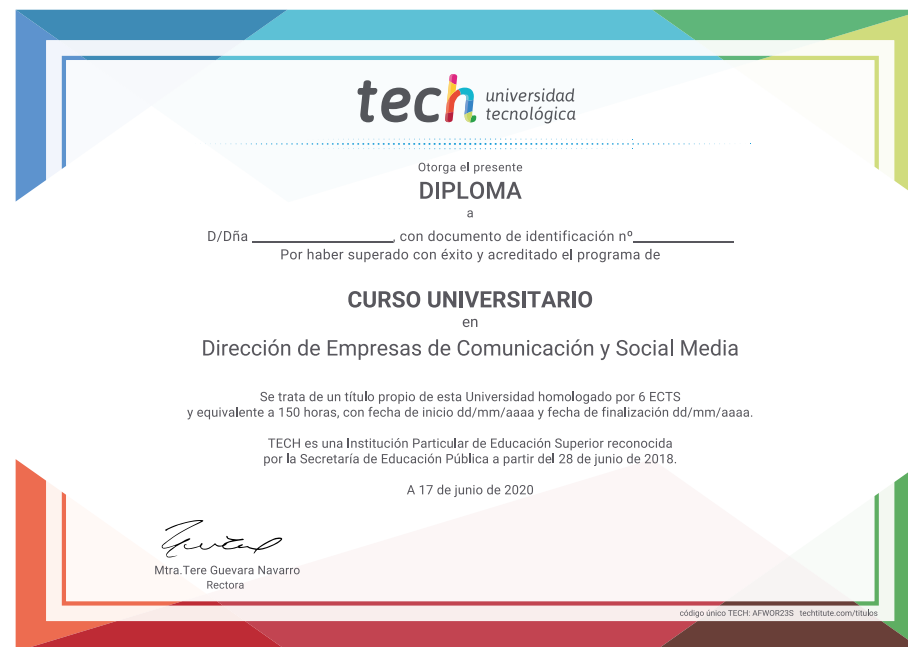 tech universidad
tecnológica
Otorga el presente
DIPLOMA
a
D/Dña ____________, con documento de identificación nº____________
Por haber superado con éxito y acreditado el programa de
CURSO UNIVERSITARIO
en
Dirección de Empresas de Comunicación y Social Media
Se trata de un título propio de esta Universidad homologado por 6 ECTS
y equivalente a 150 horas, con fecha de inicio dd/mm/aaaa y fecha de finalización dd/mm/aaaa.
TECH es una Institución Particular de Educación Superior reconocida
por la Secretaría de Educación Pública a partir del 28 de junio de 2018.
A 17 de junio de 2020
Mtra.Tere Guevara Navarro
Rectora
código único TECH: AFWOR23S techtitute.com/titulos